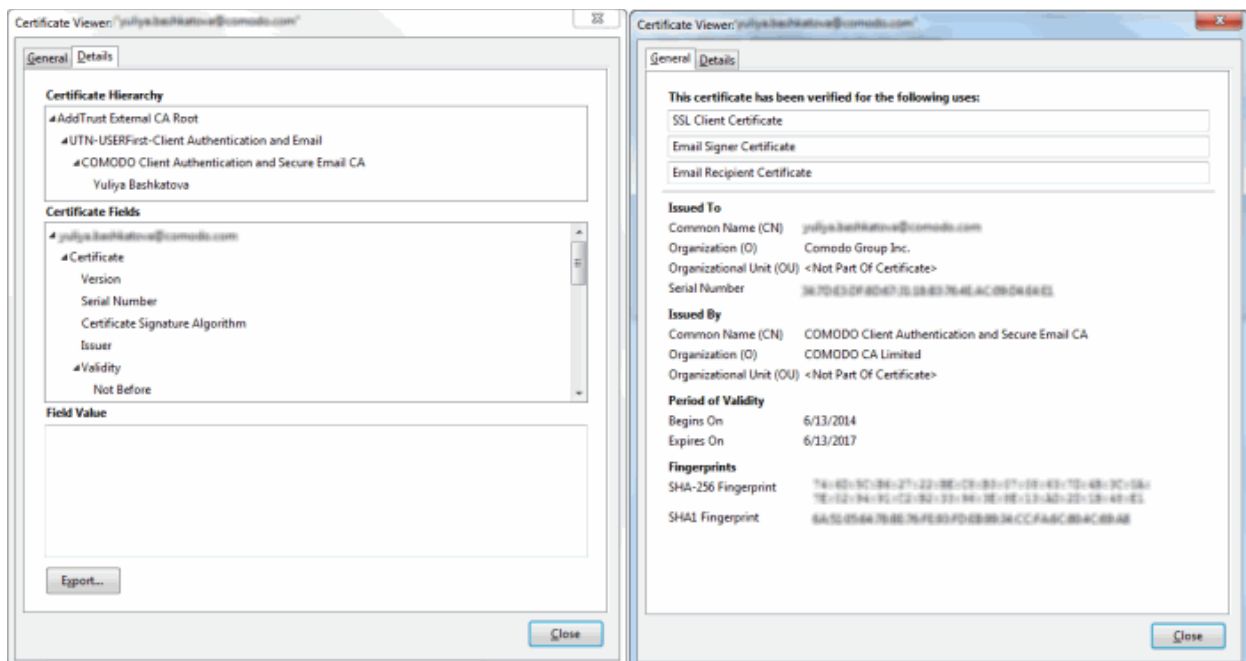 Certificate Viewer:
General Details
Certificate Hierarchy
AddTrust External CA Root
UTN-USERFirst-Client Authentication and Email
COMODO Client Authentication and Secure Email CA
Yuliya Bashkatova
Certificate Fields
Certificate
Version
Serial Number
Certificate Signature Algorithm
Issuer
Validity
Not Before
Field Value
Export...
Close
Certificate Viewer:
General Details
This certificate has been verified for the following uses:
SSL Client Certificate
Email Signer Certificate
Email Recipient Certificate
Issued To
Common Name (CN)
Organization (O) Comodo Group Inc.
Organizational Unit (OU) <Not Part Of Certificate>
Serial Number
Issued By
Common Name (CN) COMODO Client Authentication and Secure Email CA
Organization (O) COMODO CA Limited
Organizational Unit (OU) <Not Part Of Certificate>
Period of Validity
Begins On 6/13/2014
Expires On 6/13/2017
Fingerprints
SHA-256 Fingerprint
SHA1 Fingerprint
Close